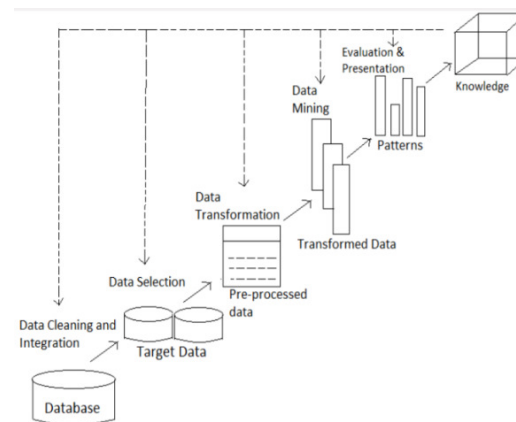 Evaluation &
Presentation
Knowledge
Data
Mining
Patterns
Data
Transformation
Transformed Data
Data Selection
Pre-processed
data
Data Cleaning and
Integration
Target Data
Database